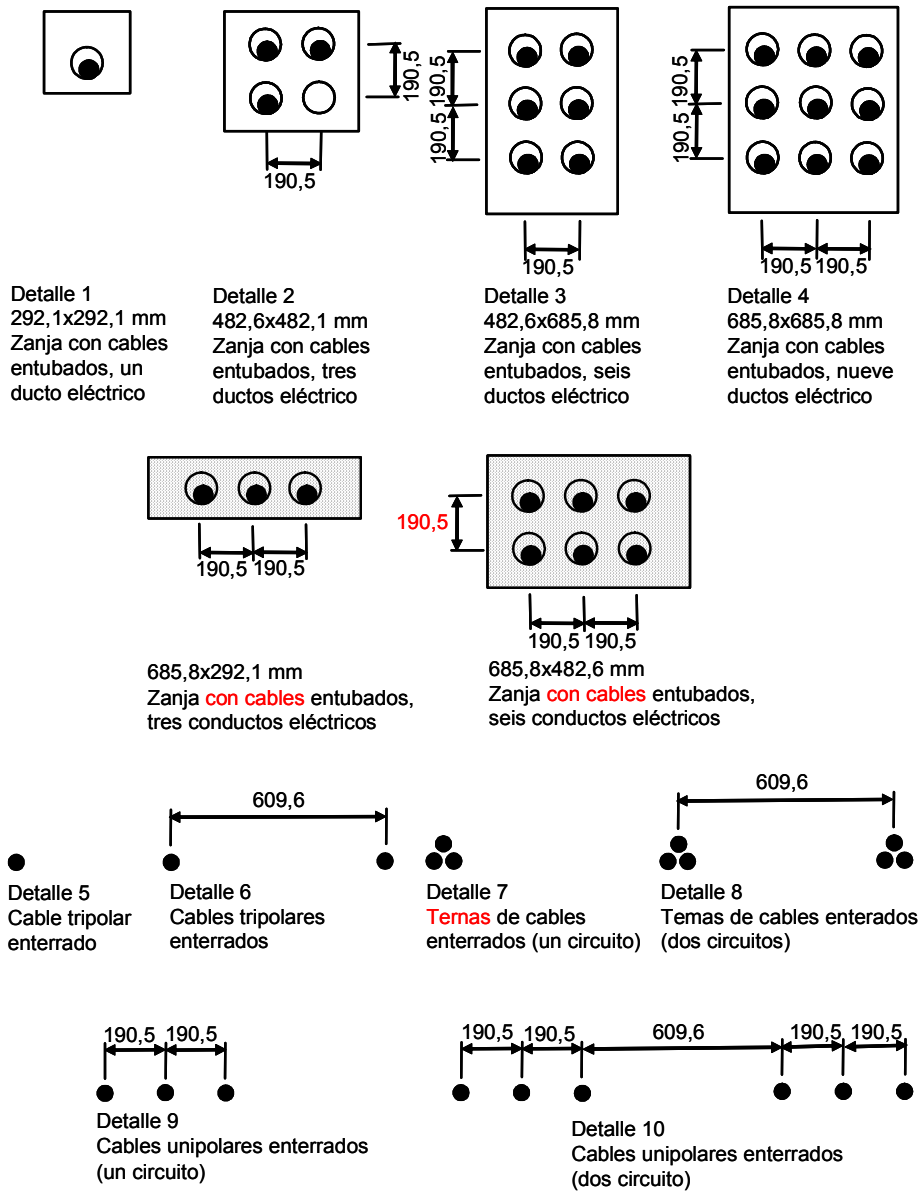 190,5
190,5
190,5
190,5
190,5
190,5
190,5
190,5
190,5 190,5
Detalle 1
292,1x292,1 mm
Zanja con cables
entubados, un
ducto eléctrico
Detalle 2
482,6x482,1 mm
Zanja con cables
entubados, tres
ductos eléctrico
Detalle 3
482,6x685,8 mm
Zanja con cables
entubados, seis
ductos eléctrico
Detalle 4
685,8x685,8 mm
Zanja con cables
entubados, nueve
ductos eléctrico
190,5 190,5
685,8x292,1 mm
Zanja con cables entubados,
tres conductos eléctricos
190,5
190,5 190,5
685,8x482,6 mm
Zanja con cables entubados,
seis conductos eléctricos
Detalle 5
Cable tripolar
enterrado
609,6
Detalle 6
Cables tripolares
enterrados
Detalle 7
Ternas de cables
enterrados (un circuito)
609,6
Detalle 8
Temas de cables enterados
(dos circuitos)
190,5 190,5
Detalle 9
Cables unipolares enterrados
(un circuito)
190,5 190,5 609,6 190,5 190,5
Detalle 10
Cables unipolares enterrados
(dos circuito)